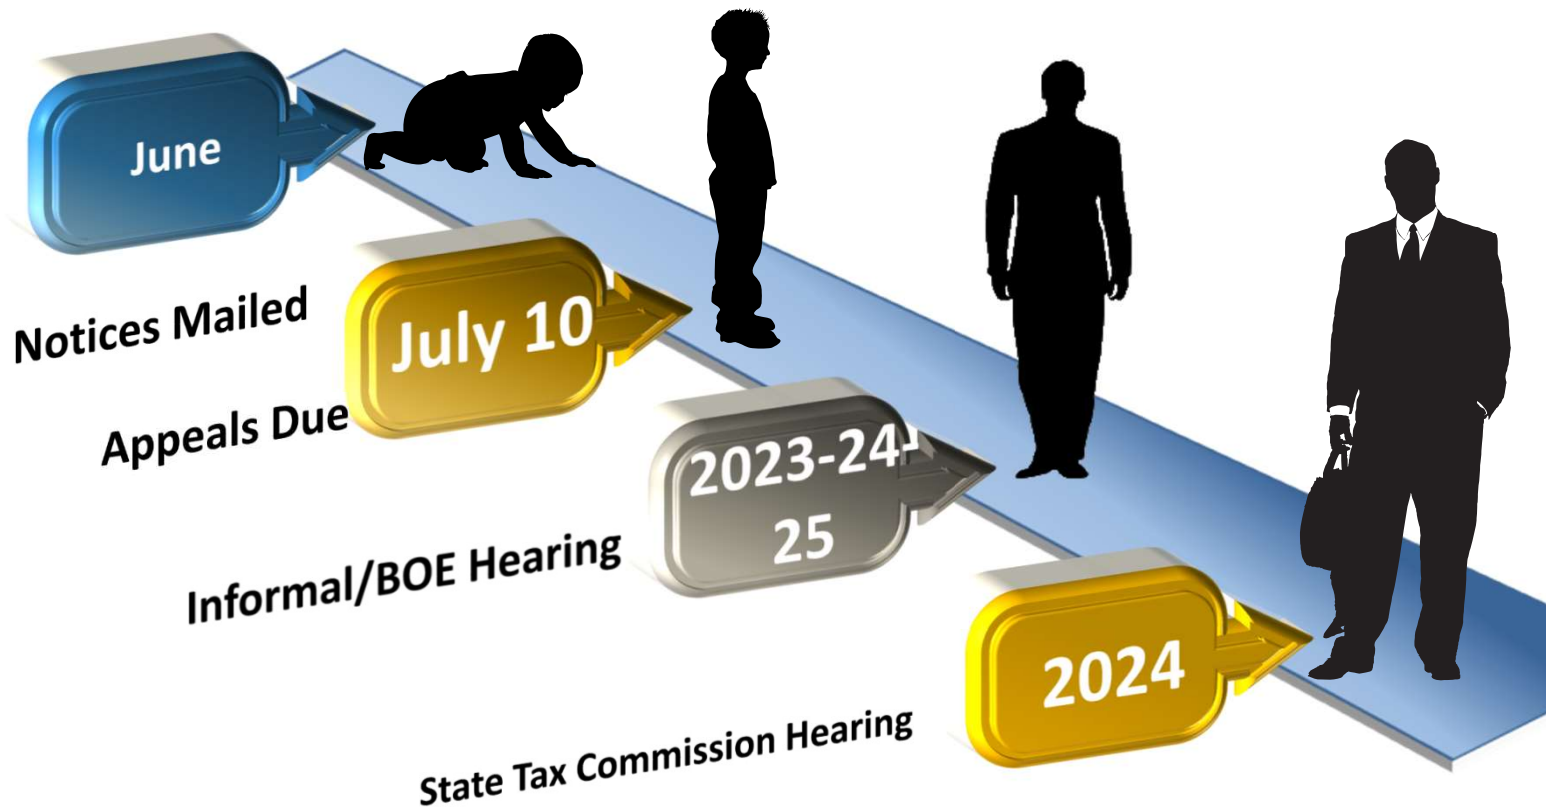 June
Notices Mailed
July 10
Appeals Due
2023-24-
25
Informal/BOE Hearing
2024
State Tax Commission Hearing